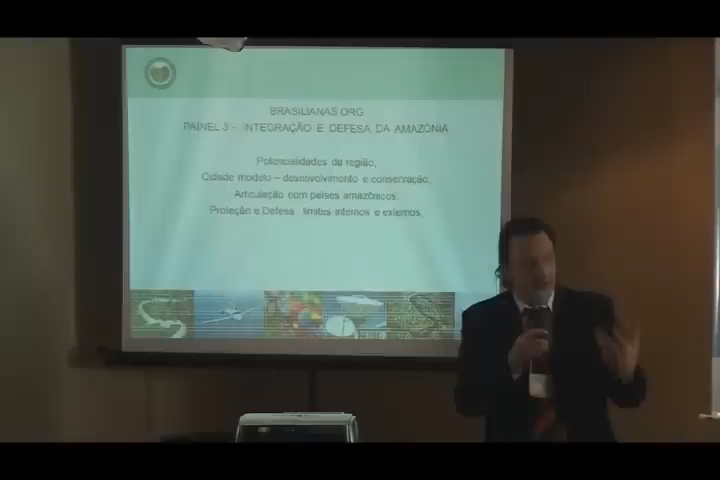 BRASILIANAS.ORG
PAINEL 3 - INTEGRAÇÃO E DEFESA DA AMAZÔNIA
Potencialidades da região,
Cidade modelo – desenvolvimento e conservação,
Articulação com países amazônicos,
Proteção e Defesa limites internos e externos,